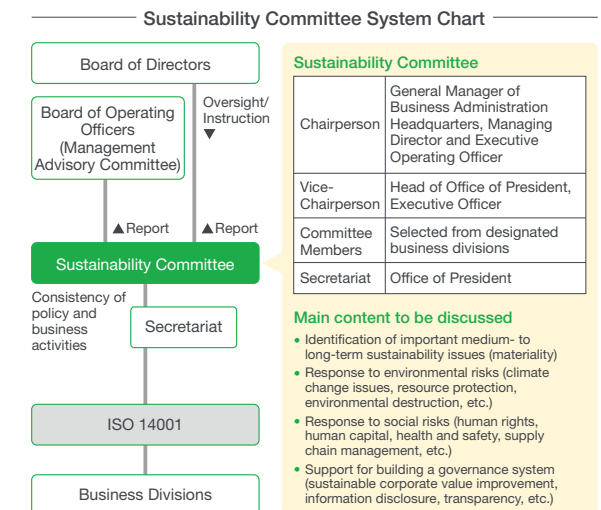 Sustainability Committee System Chart
Board of Directors
Board of Operating
Officers
(Management
Advisory Committee)
Oversight/
Instruction
▼
▲Report
▲Report
Sustainability Committee
Consistency of
policy and
business
activities
Secretariat
ISO 14001
Business Divisions
Sustainability Committee
Chairperson
General Manager of
Business Administration
Headquarters, Managing
Director and Executive
Operating Officer
Vice-
Chairperson
Head of Office of President,
Executive Officer
Committee
Members
Selected from designated
business divisions
Secretariat
Office of President
Main content to be discussed
• Identification of important medium- to
long-term sustainability issues (materiality)
• Response to environmental risks (climate
change issues, resource protection,
environmental destruction, etc.)
• Response to social risks (human rights,
human capital, health and safety, supply
chain management, etc.)
• Support for building a governance system
(sustainable corporate value improvement,
information disclosure, transparency, etc.)